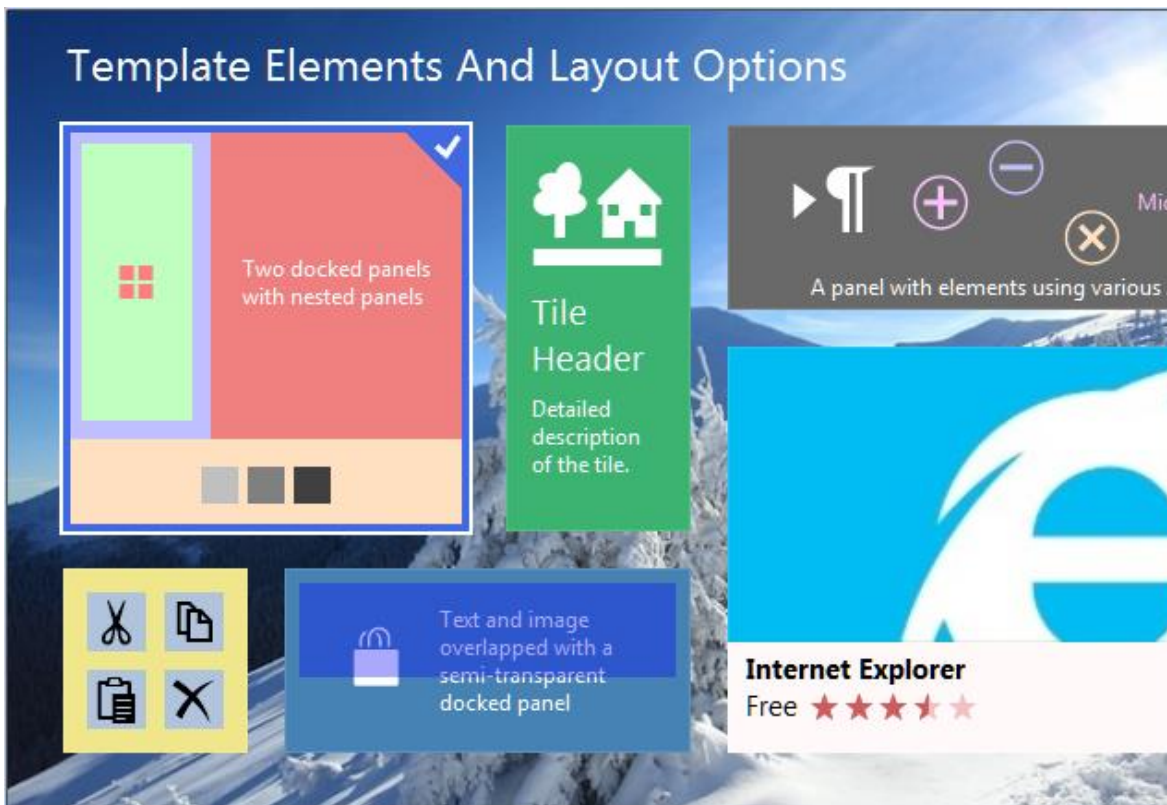 Template Elements And Layout Options
Two docked panels
with nested panels
Tile
Header
Detailed
description
of the tile.
A panel with elements using various
Text and image
overlapped with a
semi-transparent
docked panel
Internet Explorer
Free